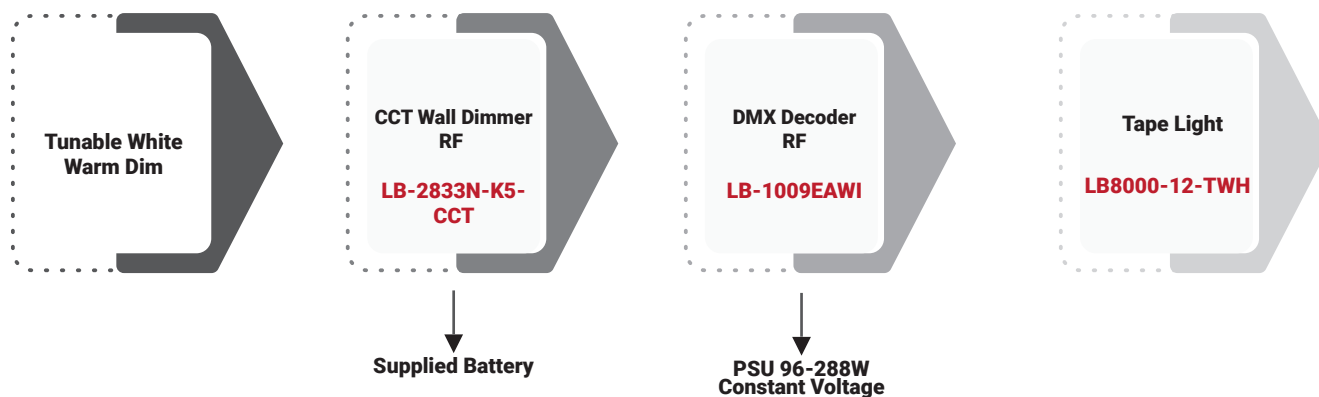 Tunable White
Warm Dim
CCT Wall Dimmer
RF
LB-2833N-K5-
CCT
Supplied Battery
DMX Decoder
RF
LB-1009EAWI
PSU 96-288W
Constant Voltage
Tape Light
LB8000-12-TWH